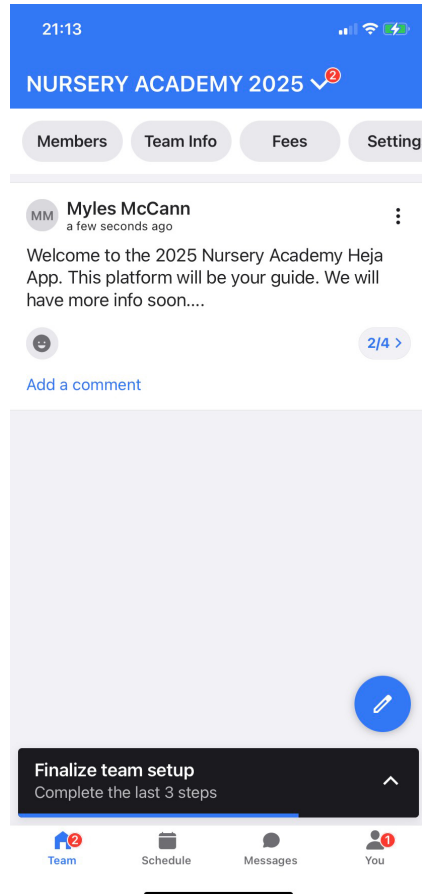 21:13
NURSERY ACADEMY 2025 2
Members Team Info Fees Setting
MM Myles McCann
a few seconds ago
Welcome to the 2025 Nursery Academy Heja
App. This platform will be your guide. We will
have more info soon....
2/4 >
Add a comment
Finalize team setup
Complete the last 3 steps
2 1
Team Schedule Messages You